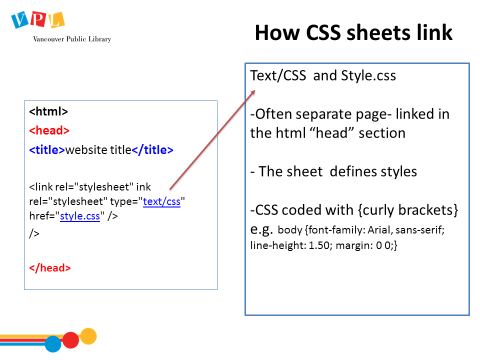 VPL
Vancouver Public Library
How CSS sheets link
<html>
<head>
<title>website title</title>
<link rel="stylesheet" ink
rel="stylesheet" type="text/css"
href="style.css" />
/>
</head>
Text/CSS and Style.css
-Often separate page- linked in
the html “head” section
- The sheet defines styles
-CSS coded with {curly brackets}
e.g. body {font-family: Arial, sans-serif;
line-height: 1.50; margin: 0 0;}